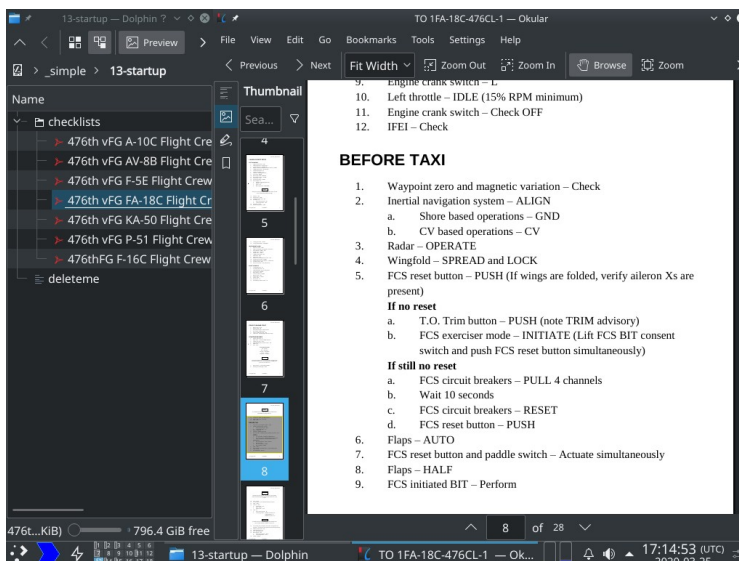 13-startup — Dolphin ?
TO 1FA-18C-476CL-1 — Okular
Preview
File View Edit Go Bookmarks Tools Settings Help
> _simple > 13-startup
Previous Next Fit Width Zoom Out Zoom In Browse Zoom
Name
checklists
476th vFG A-10C Flight Cre
476th vFG AV-8B Flight Cre
476th vFG F-5E Flight Crew
476th vFG FA-18C Flight Cr
476th vFG KA-50 Flight Cre
476th vFG P-51 Flight Crew
476thFG F-16C Flight Crew
deleteme
Thumbnail
Sea...
4
5
6
7
8
9. Engine crank switch – L
10. Left throttle – IDLE (15% RPM minimum)
11. Engine crank switch – Check OFF
12. IFEI – Check
BEFORE TAXI
1. Waypoint zero and magnetic variation – Check
2. Inertial navigation system – ALIGN
a. Shore based operations – GND
b. CV based operations – CV
3. Radar – OPERATE
4. Wingfold – SPREAD and LOCK
5. FCS reset button – PUSH (If wings are folded, verify aileron Xs are
present)
If no reset
a. T.O. Trim button – PUSH (note TRIM advisory)
b. FCS exerciser mode – INITIATE (Lift FCS BIT consent
switch and push FCS reset button simultaneously)
If still no reset
a. FCS circuit breakers – PULL 4 channels
b. Wait 10 seconds
c. FCS circuit breakers – RESET
d. FCS reset button – PUSH
6. Flaps – AUTO
7. FCS reset button and paddle switch – Actuate simultaneously
8. Flaps – HALF
9. FCS initiated BIT – Perform
476t...KiB) 796.4 GiB free
8 of 28
13-startup — Dolphin
TO 1FA-18C-476CL-1 — Ok...
17:14:53 (UTC)